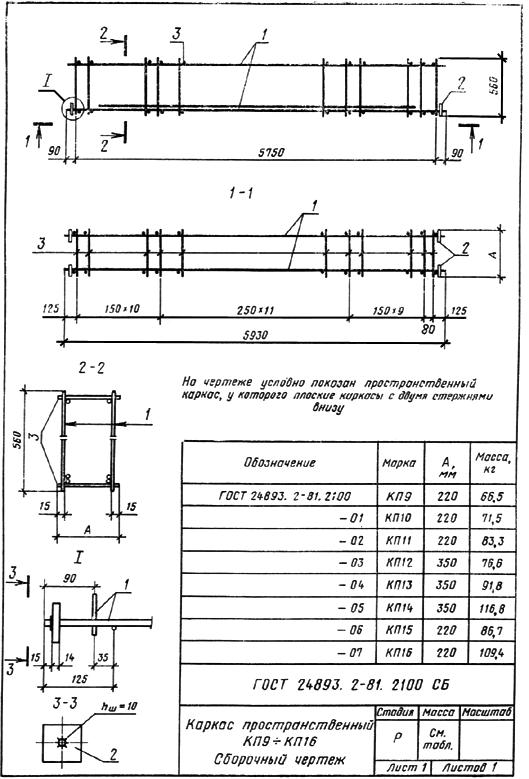 2 3 1
I 2 560
1 2 1
90 5750 90
1-1
1
3 2 A
125 150×10 250×11 150×9 125
80
5930
2-2
На чертеже условно показан пространственный
каркас, у которого плоские каркасы с двумя стержнями
внизу
560 3 1
15 15
A
Обозначение Марка А, мм Масса, кг
ГОСТ 24893. 2-81. 2100 КП9 220 66,5
-01 КП10 220 71,5
-02 КП11 220 83,3
-03 КП12 350 76,6
-04 КП13 350 91,8
-05 КП14 350 116,8
-06 КП15 220 86,7
-07 КП16 220 109,4
I
3 90 1
3 15 14 35
125
3-3
hш=10
2
ГОСТ 24893. 2-81. 2100 СБ
Каркас пространственный
КП9÷КП16
Сборочный чертеж
Стадия Масса Масштаб
Р См. табл.
Лист 1 Листов 1